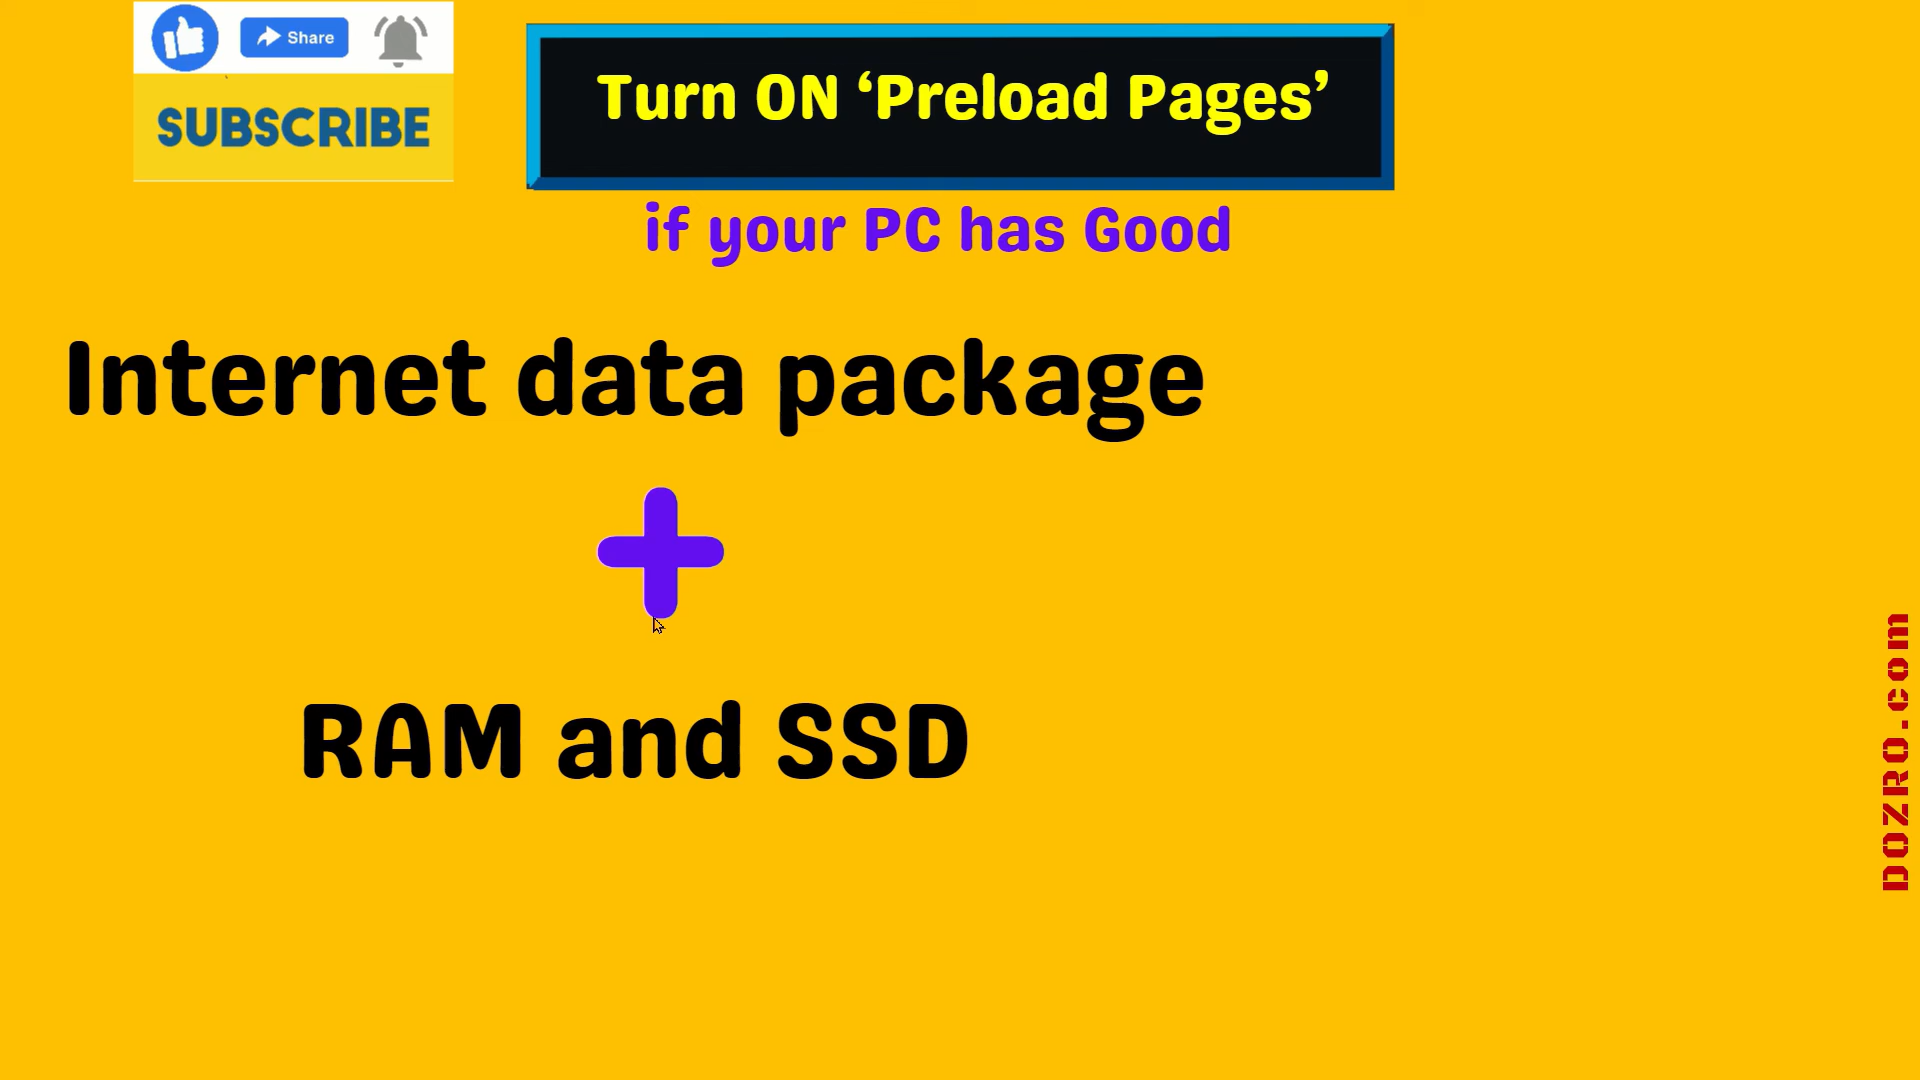 Share
SUBSCRIBE
Turn ON ‘Preload Pages’
if your PC has Good
Internet data package
+
RAM and SSD
DOZRO.com